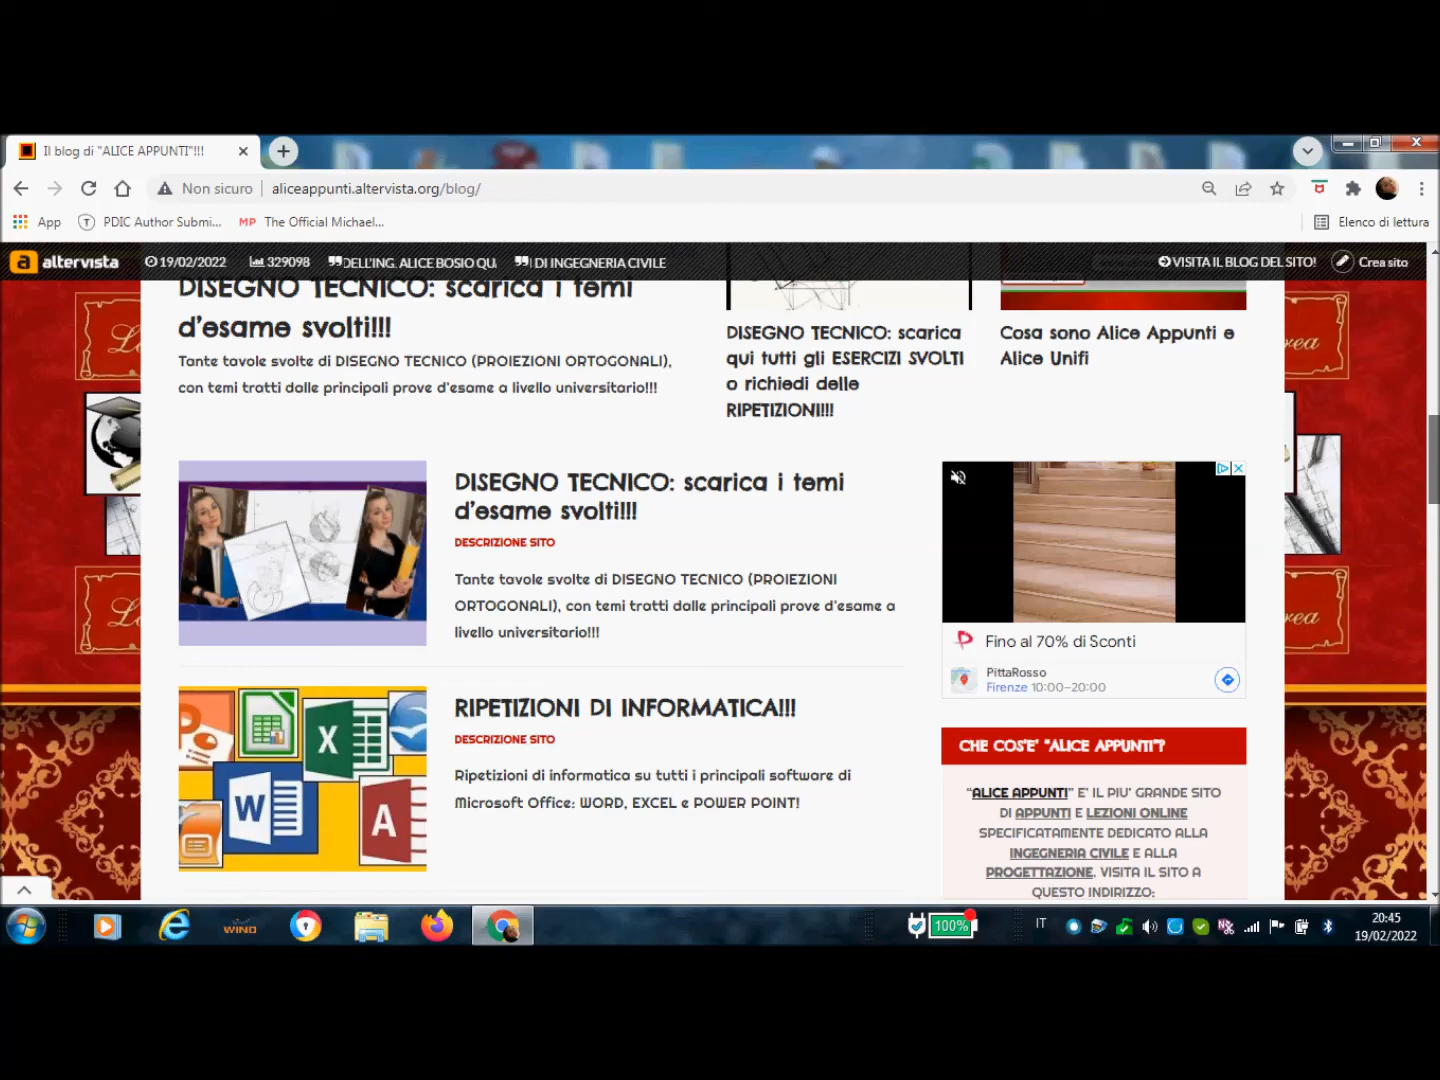 Il blog di "ALICE APPUNTI"!!!
Non sicuro
aliceappunti.altervista.org/blog/
App
PDIC Author Submi...
MP The Official Michael...
Elenco di lettura
altervista
19/02/2022
329098
DELL'ING. ALICE BOSIO QU
DI INGEGNERIA CIVILE
VISITA IL BLOG DEL SITO!
Crea sito
DISEGNO TECNICO: scarica i temi
d'esame svolti!!!
Tante tavole svolte di DISEGNO TECNICO (PROIEZIONI ORTOGONALI),
con temi tratti dalle principali prove d'esame a livello universitario!!!
DISEGNO TECNICO: scarica
qui tutti gli ESERCIZI SVOLTI
o richiedi delle
RIPETIZIONI!!!
Cosa sono Alice Appunti e
Alice Unifi
DISEGNO TECNICO: scarica i temi
d'esame svolti!!!
DESCRIZIONE SITO
Tante tavole svolte di DISEGNO TECNICO (PROIEZIONI
ORTOGONALI), con temi tratti dalle principali prove d'esame a
livello universitario!!!
RIPETIZIONI DI INFORMATICA!!!
DESCRIZIONE SITO
Ripetizioni di informatica su tutti i principali software di
Microsoft Office: WORD, EXCEL e POWER POINT!
Fino al 70% di Sconti
PittaRosso
Firenze 10:00–20:00
CHE COS'E' "ALICE APPUNTI"?
"ALICE APPUNTI" E' IL PIU' GRANDE SITO
DI APPUNTI E LEZIONI ONLINE
SPECIFICATAMENTE DEDICATO ALLA
INGEGNERIA CIVILE E ALLA
PROGETTAZIONE, VISITA IL SITO A
QUESTO INDIRIZZO:
La
rea
La
rea
P
X
W
A
WIND
100%
IT
20:45
19/02/2022